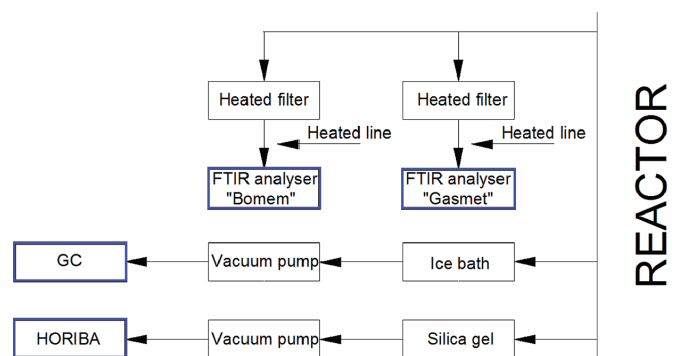 Heated filter
Heated filter
Heated line
Heated line
FTIR analyser
"Bomem"
FTIR analyser
"Gasmet"
GC
Vacuum pump
Ice bath
HORIBA
Vacuum pump
Silica gel
REACTOR